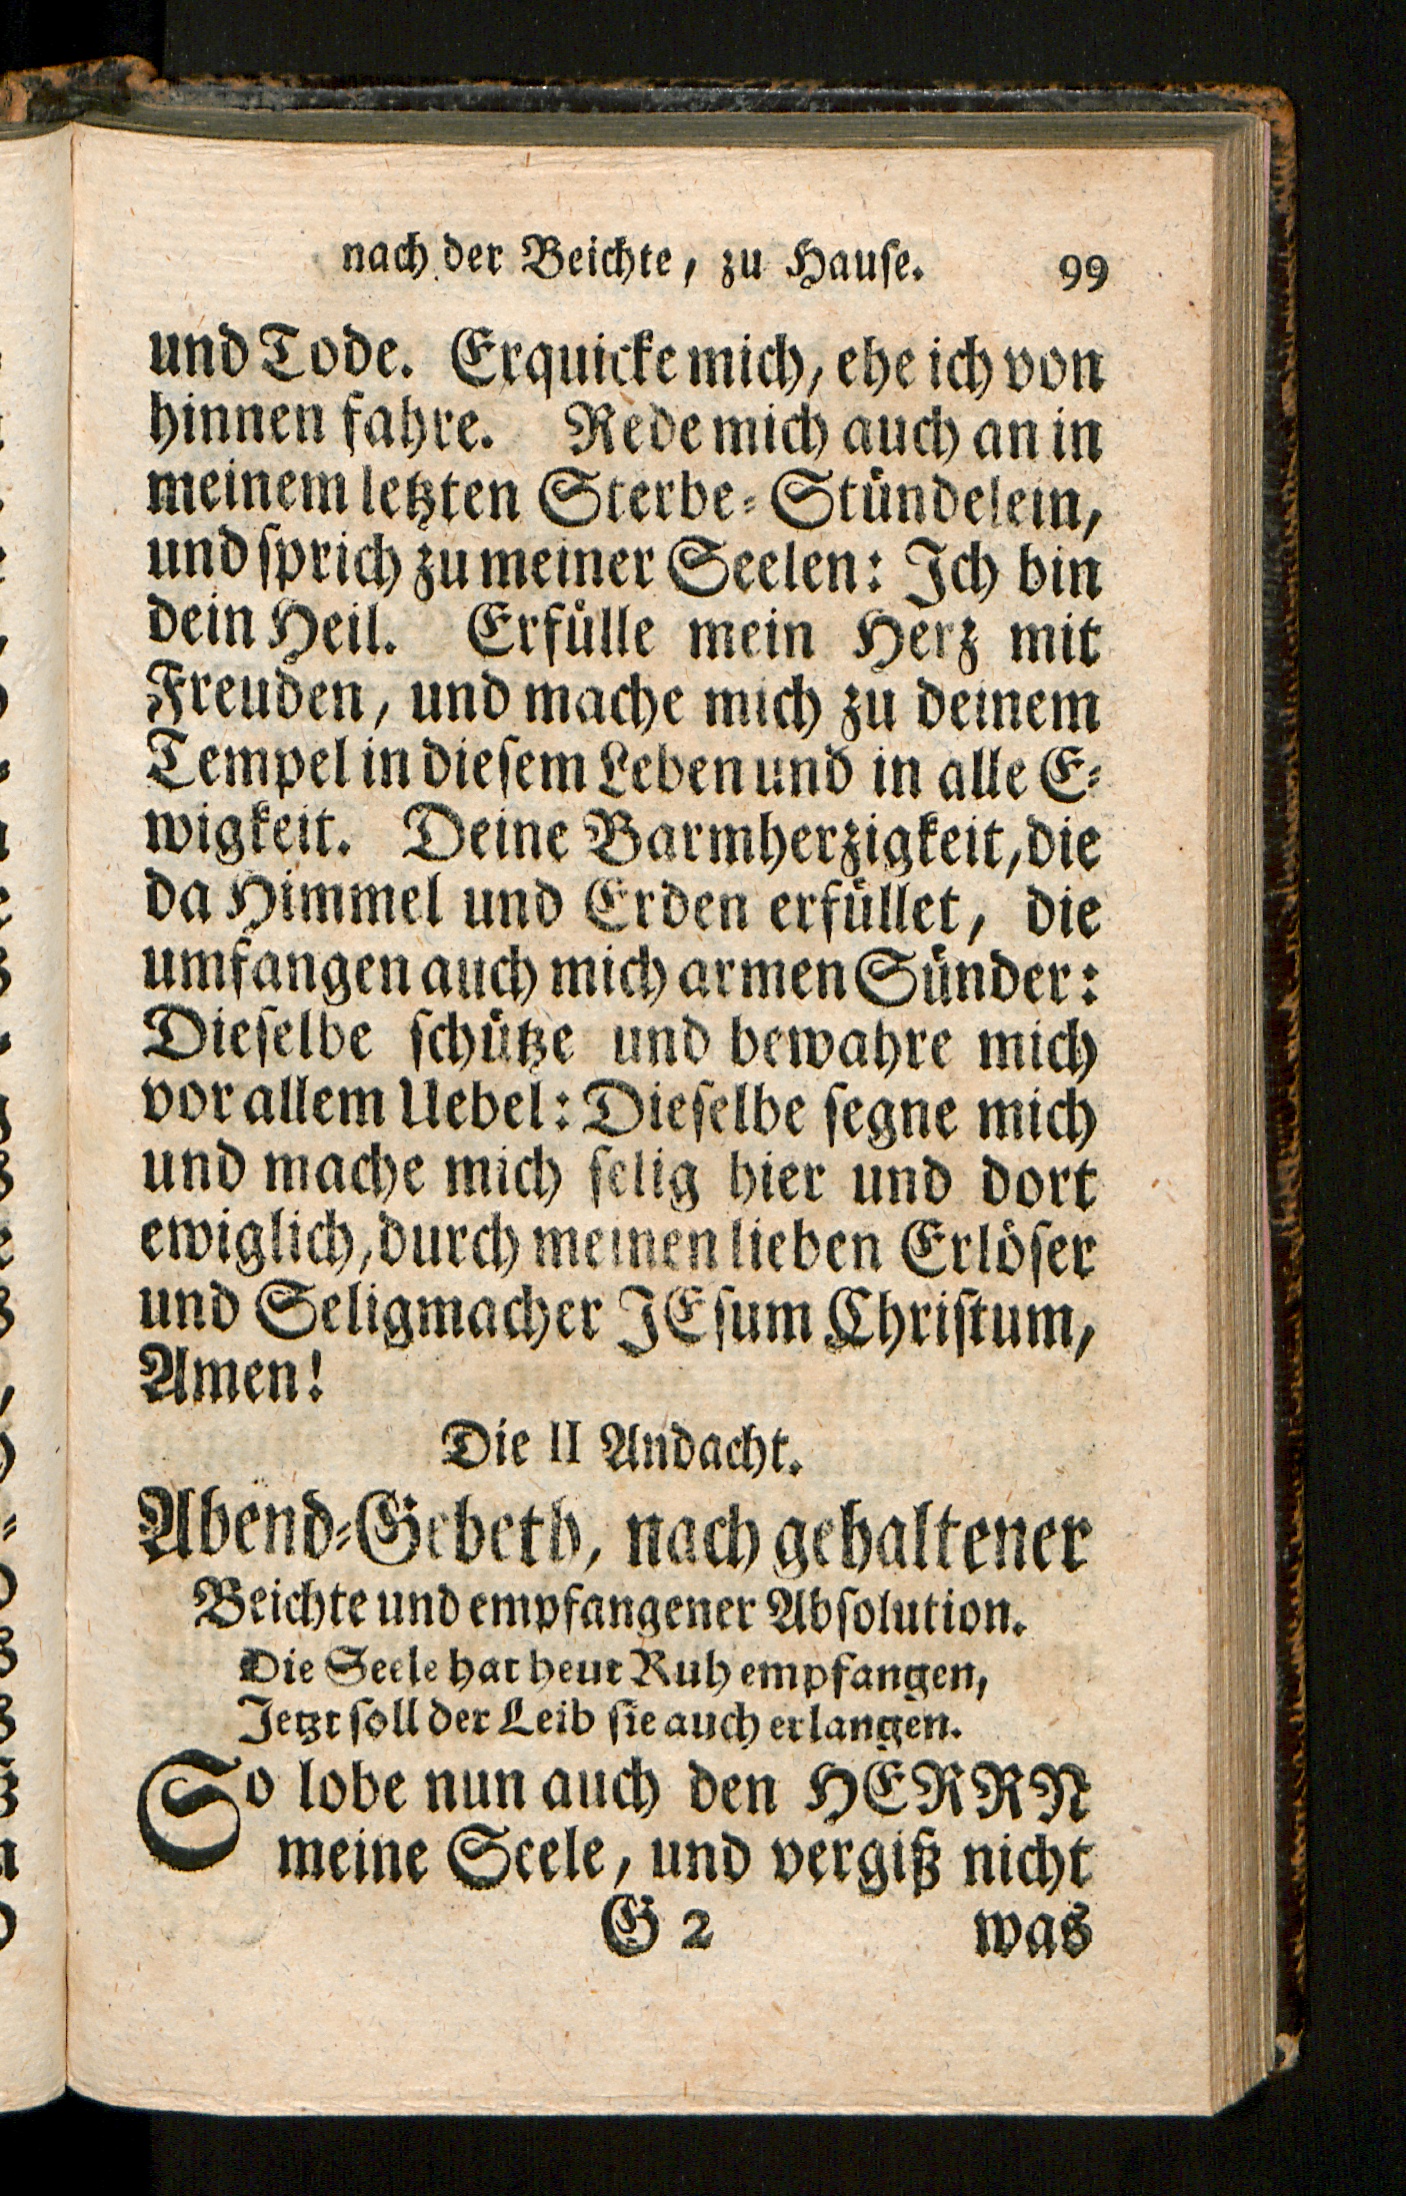 nach der Beichte, zu Hause. 99
und Tode. Erquicke mich, ehe ich von
hinnen fahre. Rede mich auch an in
meinem letzten Sterbe-Stündelein,
und sprich zu meiner Seelen: Ich bin
dein Heil. Erfülle mein Herz mit
Freuden, und mache mich zu deinem
Tempel in diesem Leben und in alle E-
wigkeit. Deine Barmherzigkeit, die
da Himmel und Erden erfüllet, die
umfangen auch mich armen Sünder:
Dieselbe schütze und bewahre mich
vor allem Uebel: Dieselbe segne mich
und mache mich selig hier und dort
ewiglich, durch meinen lieben Erlöser
und Seligmacher JEsum Christum,
Amen!
Die II Andacht.
Abend-Gebeth, nach gehaltener
Beichte und empfangener Absolution.
Die Seele hat heut Ruh empfangen,
Jetzt soll der Leib sie auch erlangen.
So lobe nun auch den HERRN
meine Seele, und vergiß nicht
G 2 was